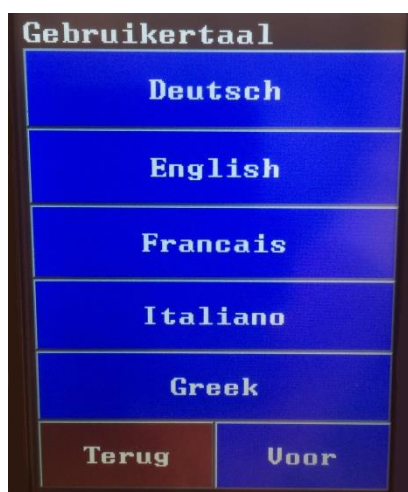 Gebruikertaal
Deutsch
English
Francais
Italiano
Greek
Terug Voor